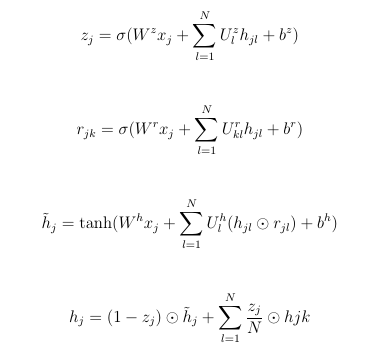 $z_j = \sigma(W^z x_j + \sum_{l=1}^{N} U_l^z h_{jl} + b^z)$
$r_{jk} = \sigma(W^r x_j + \sum_{l=1}^{N} U_{kl}^r h_{jl} + b^r)$
$\tilde{h}_j = \tanh(W^h x_j + \sum_{l=1}^{N} U_l^h (h_{jl} \odot r_{jl}) + b^h)$
$h_j = (1 - z_j) \odot \tilde{h}_j + \sum_{l=1}^{N} \frac{z_j}{N} \odot hjk$